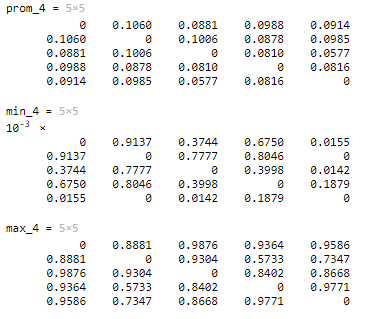 prom_4 = 5×5
0 0.1060 0.0881 0.0988 0.0914
0.1060 0 0.1006 0.0878 0.0985
0.0881 0.1006 0 0.0810 0.0577
0.0988 0.0878 0.0810 0 0.0816
0.0914 0.0985 0.0577 0.0816 0
min_4 = 5×5
10⁻³ ×
0 0.9137 0.3744 0.6750 0.0155
0.9137 0 0.7777 0.8046 0
0.3744 0.7777 0 0.3998 0.0142
0.6750 0.8046 0.3998 0 0.1879
0.0155 0 0.0142 0.1879 0
max_4 = 5×5
0 0.8881 0.9876 0.9364 0.9586
0.8881 0 0.9304 0.5733 0.7347
0.9876 0.9304 0 0.8402 0.8668
0.9364 0.5733 0.8402 0 0.9771
0.9586 0.7347 0.8668 0.9771 0